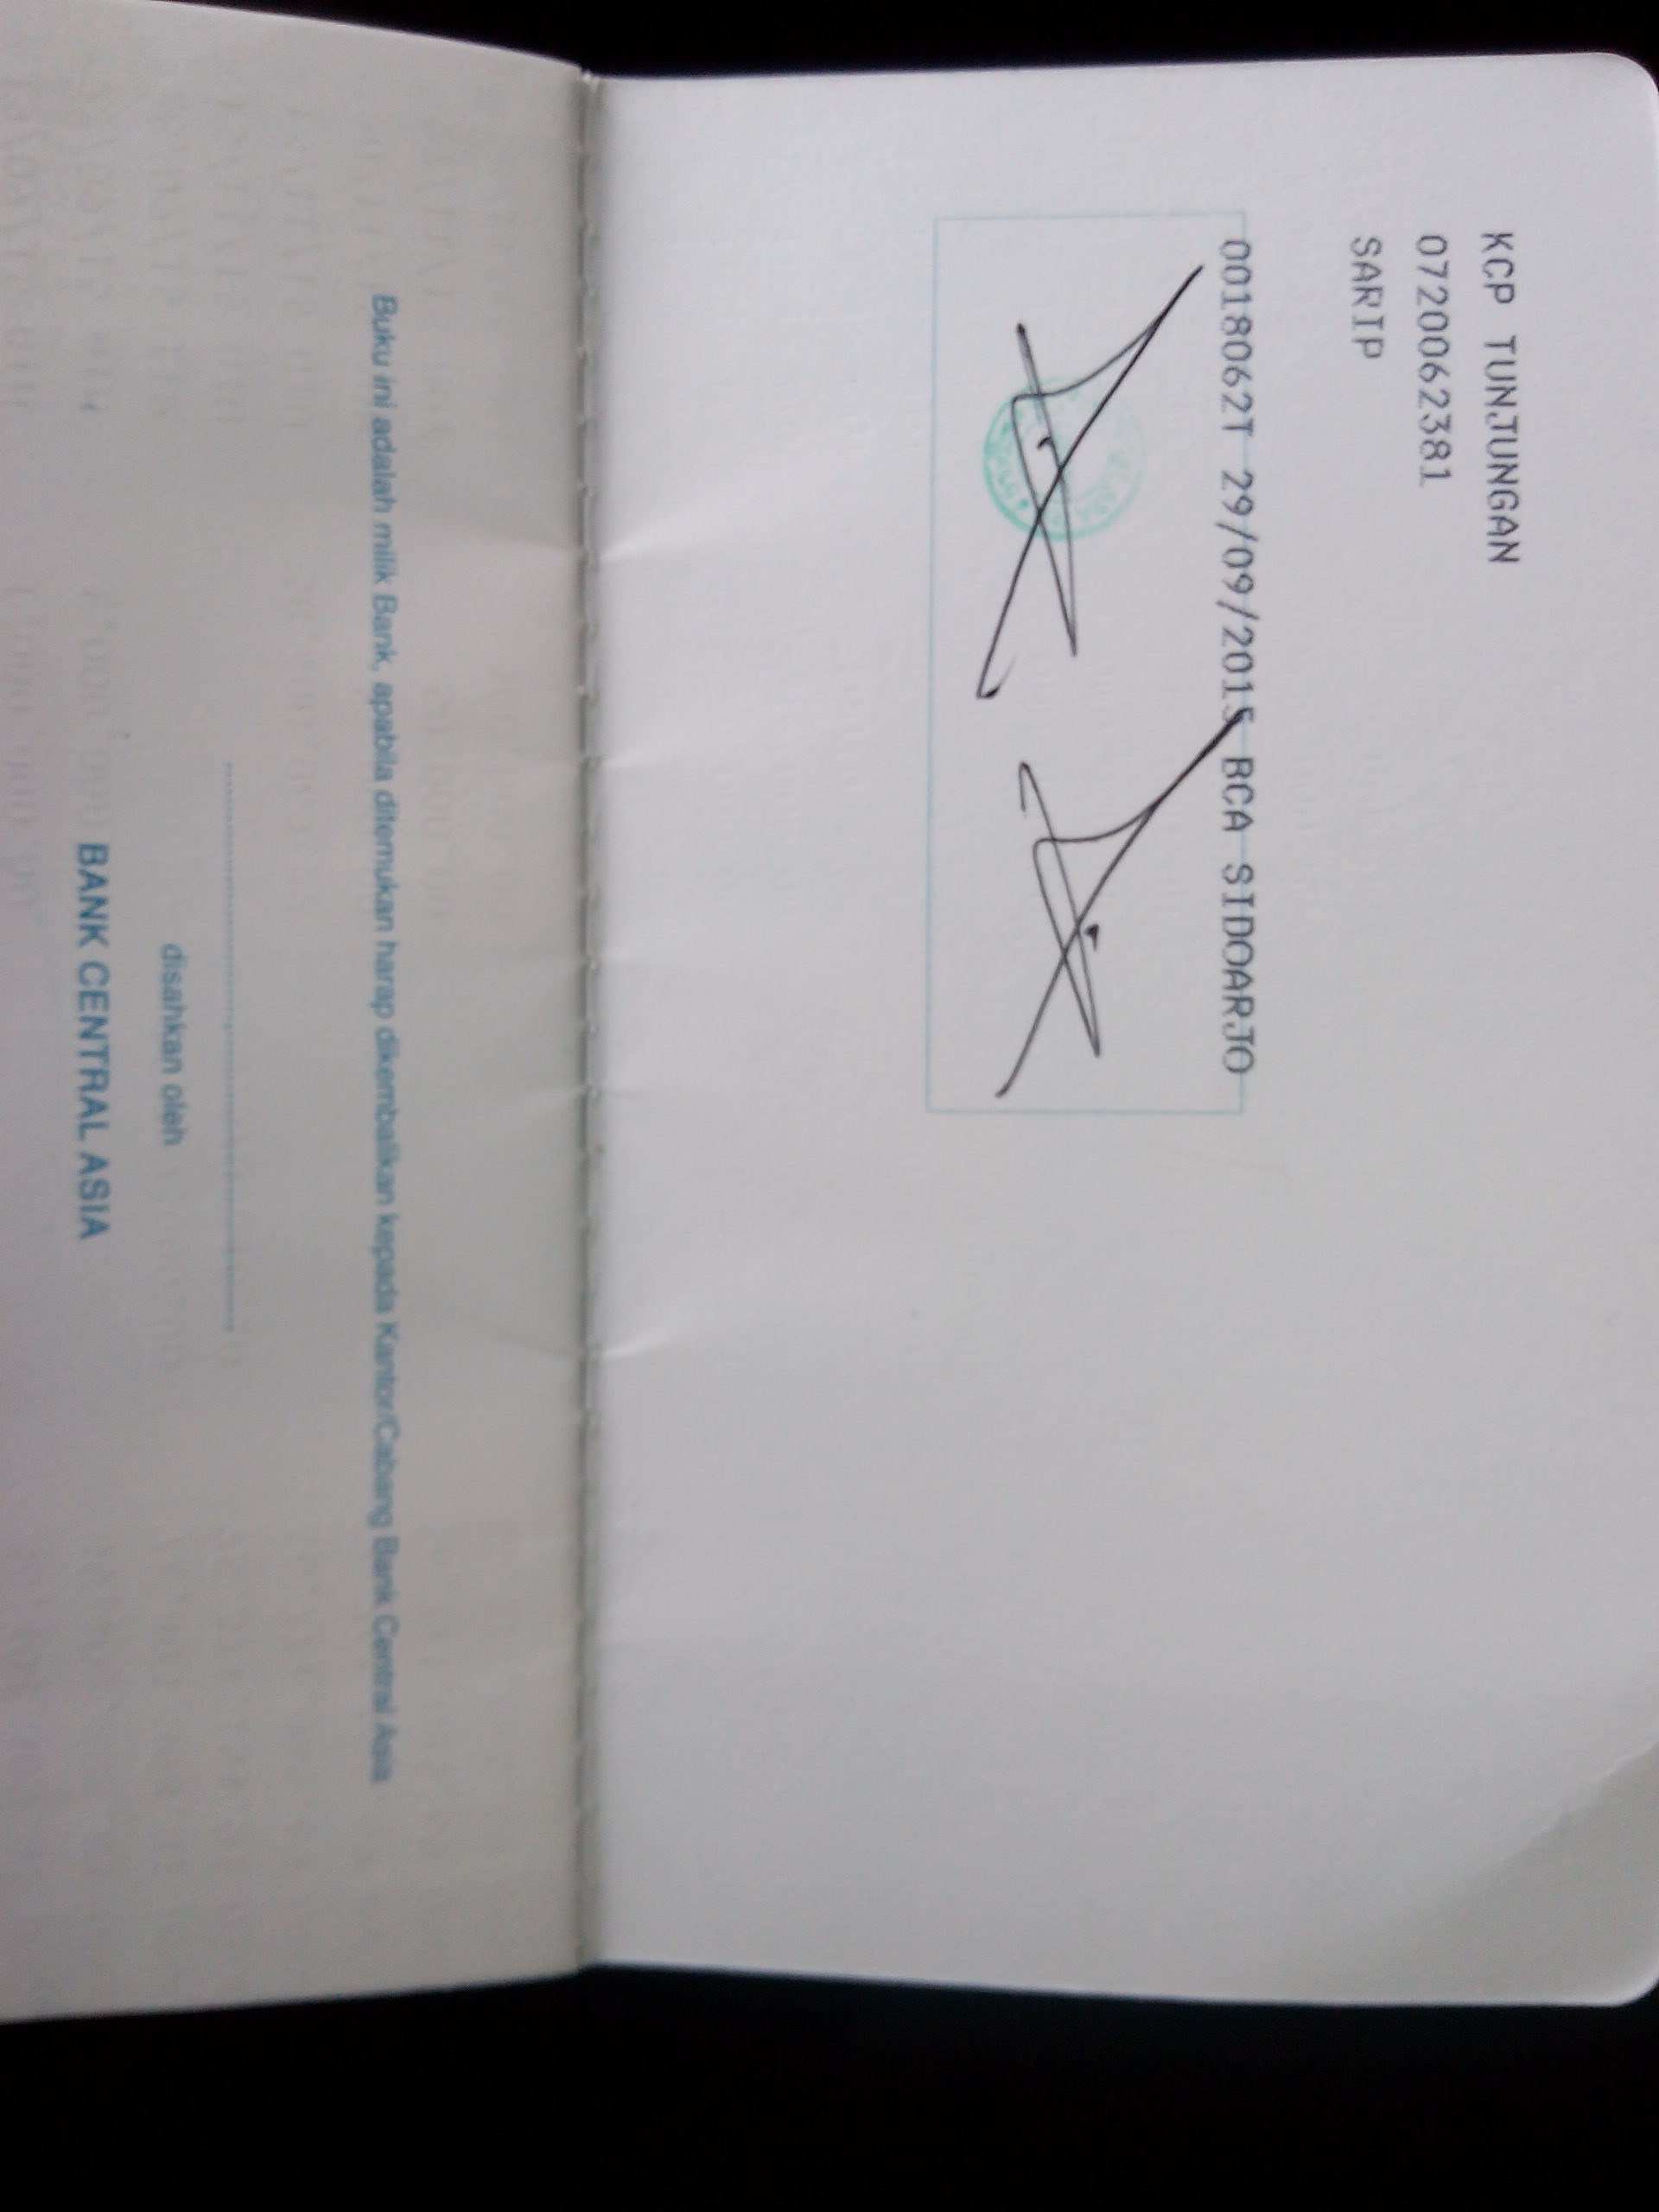 KCP TUNJUNGAN
0720062381
SARIP
0018062T 29/09/2015 BCA SIDOARJO
Buku ini adalah milik Bank, apabila ditemukan harap dikembalikan kepada Kantor/Cabang Bank Central Asia
disahkan oleh
BANK CENTRAL ASIA